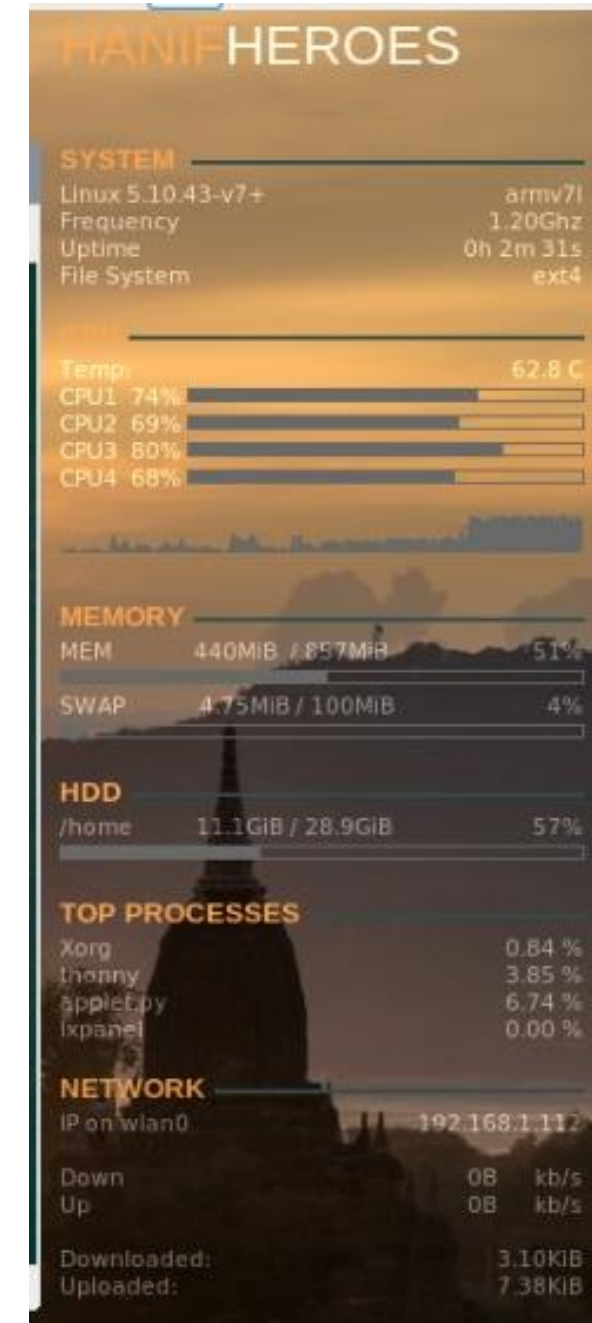 HANIFHEROES
SYSTEM
Linux 5.10.43-v7+ armv7l
Frequency 1.20Ghz
Uptime 0h 2m 31s
File System ext4
CPU
Temp: 62.8 C
CPU1 74%
CPU2 69%
CPU3 80%
CPU4 68%
MEMORY
MEM 440MiB / 857MiB 51%
SWAP 4.75MiB / 100MiB 4%
HDD
/home 11.1GiB / 28.9GiB 57%
TOP PROCESSES
Xorg 0.84 %
thonny 3.85 %
applet.py 6.74 %
lxpanel 0.00 %
NETWORK
IP on wlan0 192.168.1.112
Down 0B kb/s
Up 0B kb/s
Downloaded: 3.10KiB
Uploaded: 7.38KiB